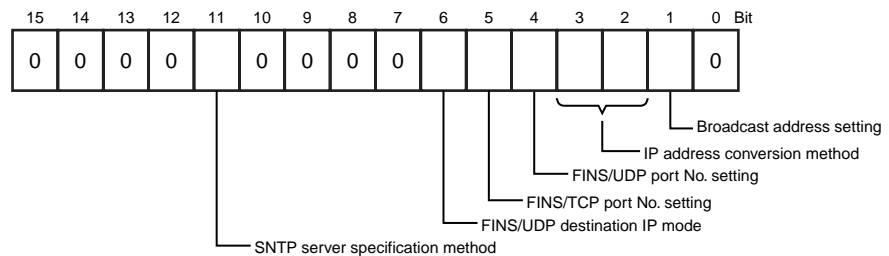 15 14 13 12 11 10 9 8 7 6 5 4 3 2 1 0 Bit
0 0 0 0 0 0 0 0 0
Broadcast address setting
IP address conversion method
FINS/UDP port No. setting
FINS/TCP port No. setting
FINS/UDP destination IP mode
SNTP server specification method